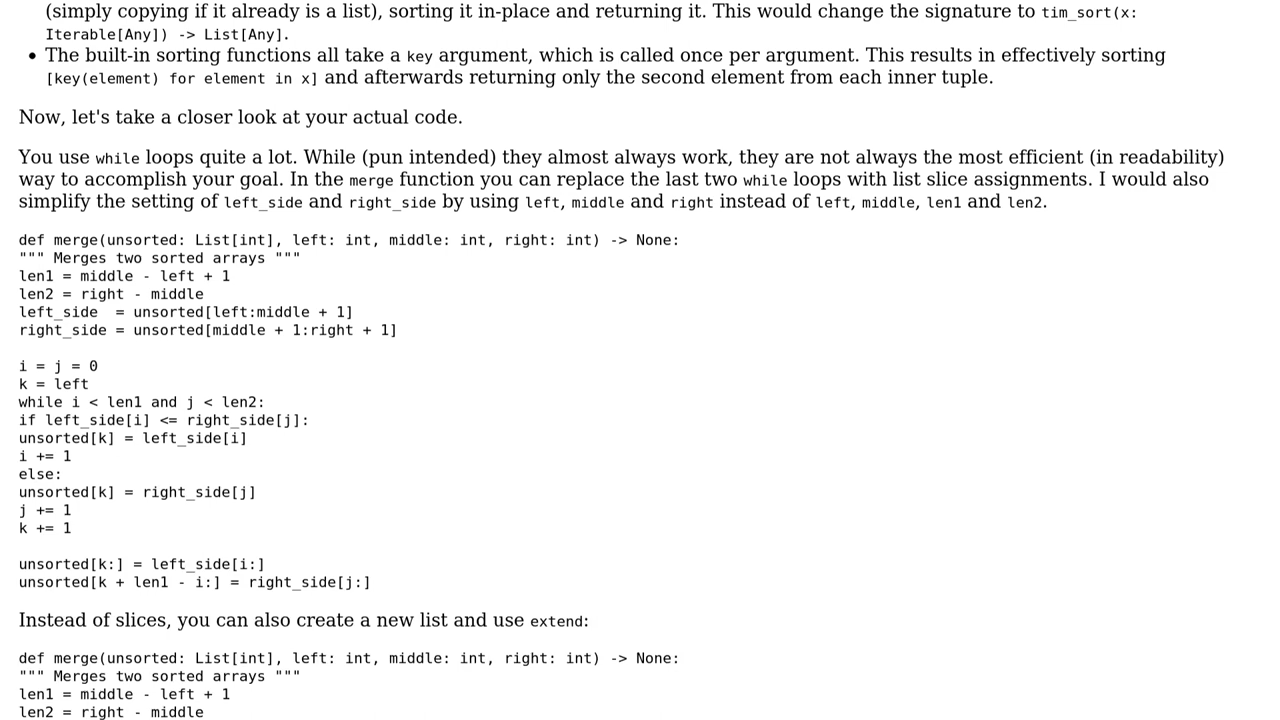 (simply copying if it already is a list), sorting it in-place and returning it. This would change the signature to tim_sort(x:
Iterable[Any]) -> List[Any].
• The built-in sorting functions all take a key argument, which is called once per argument. This results in effectively sorting
[key(element) for element in x] and afterwards returning only the second element from each inner tuple.
Now, let's take a closer look at your actual code.
You use while loops quite a lot. While (pun intended) they almost always work, they are not always the most efficient (in readability)
way to accomplish your goal. In the merge function you can replace the last two while loops with list slice assignments. I would also
simplify the setting of left_side and right_side by using left, middle and right instead of left, middle, len1 and len2.
def merge(unsorted: List[int], left: int, middle: int, right: int) -> None:
""" Merges two sorted arrays """
len1 = middle - left + 1
len2 = right - middle
left_side  = unsorted[left:middle + 1]
right_side = unsorted[middle + 1:right + 1]
i = j = 0
k = left
while i < len1 and j < len2:
if left_side[i] <= right_side[j]:
unsorted[k] = left_side[i]
i += 1
else:
unsorted[k] = right_side[j]
j += 1
k += 1
unsorted[k:] = left_side[i:]
unsorted[k + len1 - i:] = right_side[j:]
Instead of slices, you can also create a new list and use extend:
def merge(unsorted: List[int], left: int, middle: int, right: int) -> None:
""" Merges two sorted arrays """
len1 = middle - left + 1
len2 = right - middle